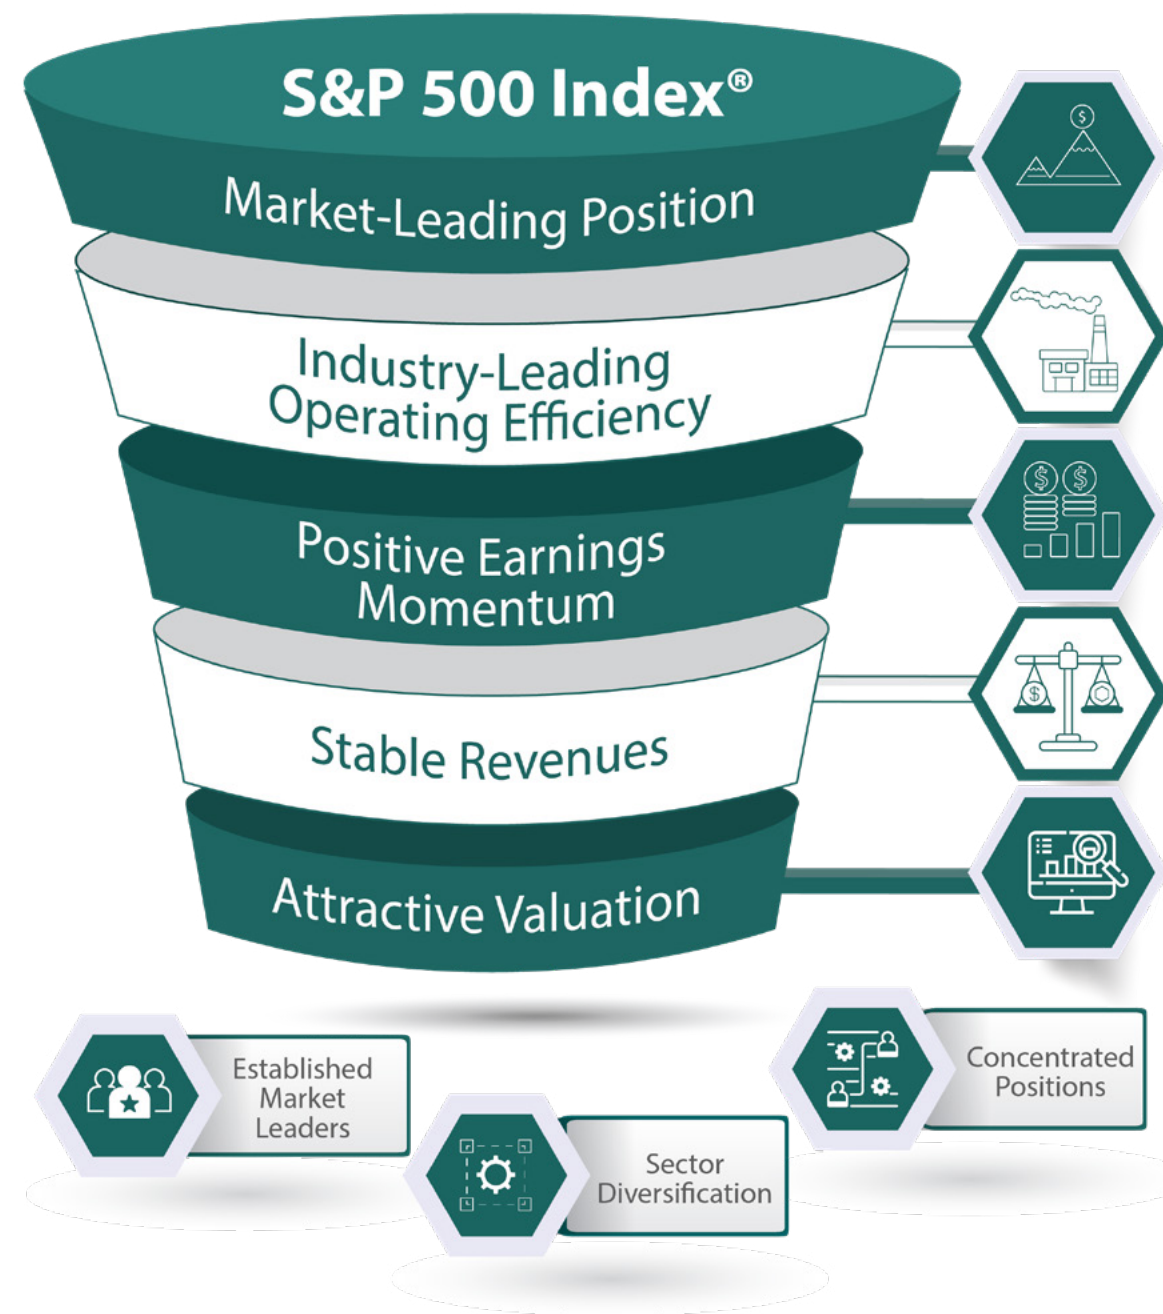 S&P 500 Index®
Market-Leading Position
Industry-Leading
Operating Efficiency
Positive Earnings
Momentum
Stable Revenues
Attractive Valuation
Established
Market
Leaders
Sector
Diversification
Concentrated
Positions